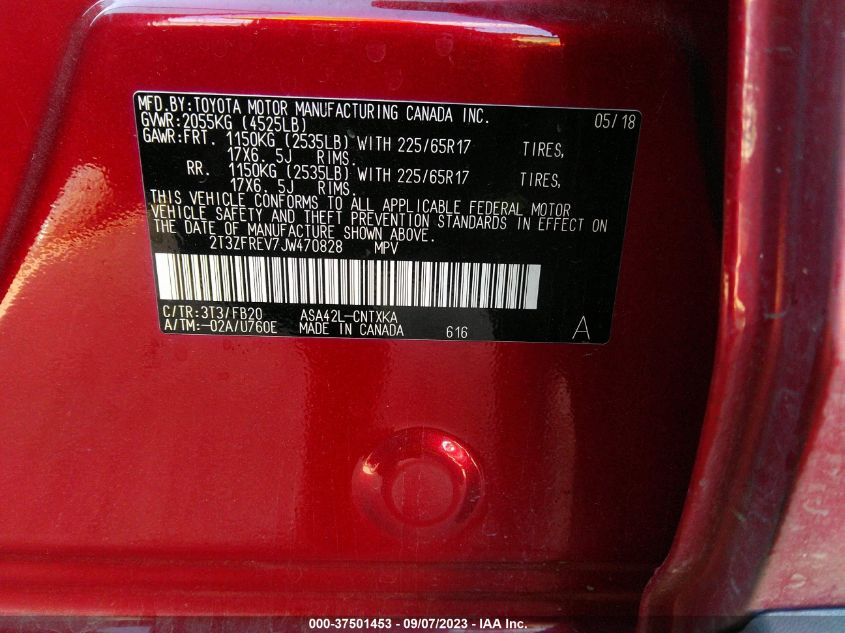 MFD.BY:TOYOTA MOTOR MANUFACTURING CANADA INC.
GVWR:2055KG (4525LB) 05/18
GAWR:FRT. 1150KG (2535LB) WITH 225/65R17 TIRES,
17X6. 5J RIMS.
RR. 1150KG (2535LB) WITH 225/65R17 TIRES,
17X6. 5J RIMS.
THIS VEHICLE CONFORMS TO ALL APPLICABLE FEDERAL MOTOR
VEHICLE SAFETY AND THEFT PREVENTION STANDARDS IN EFFECT ON
THE DATE OF MANUFACTURE SHOWN ABOVE.
2T3ZFREV7JW470828 MPV
C/TR:3T3/FB20 ASA42L-CNTXKA
A/TM:-02A/U760E MADE IN CANADA 616 A
000-37501453 - 09/07/2023 - IAA Inc.